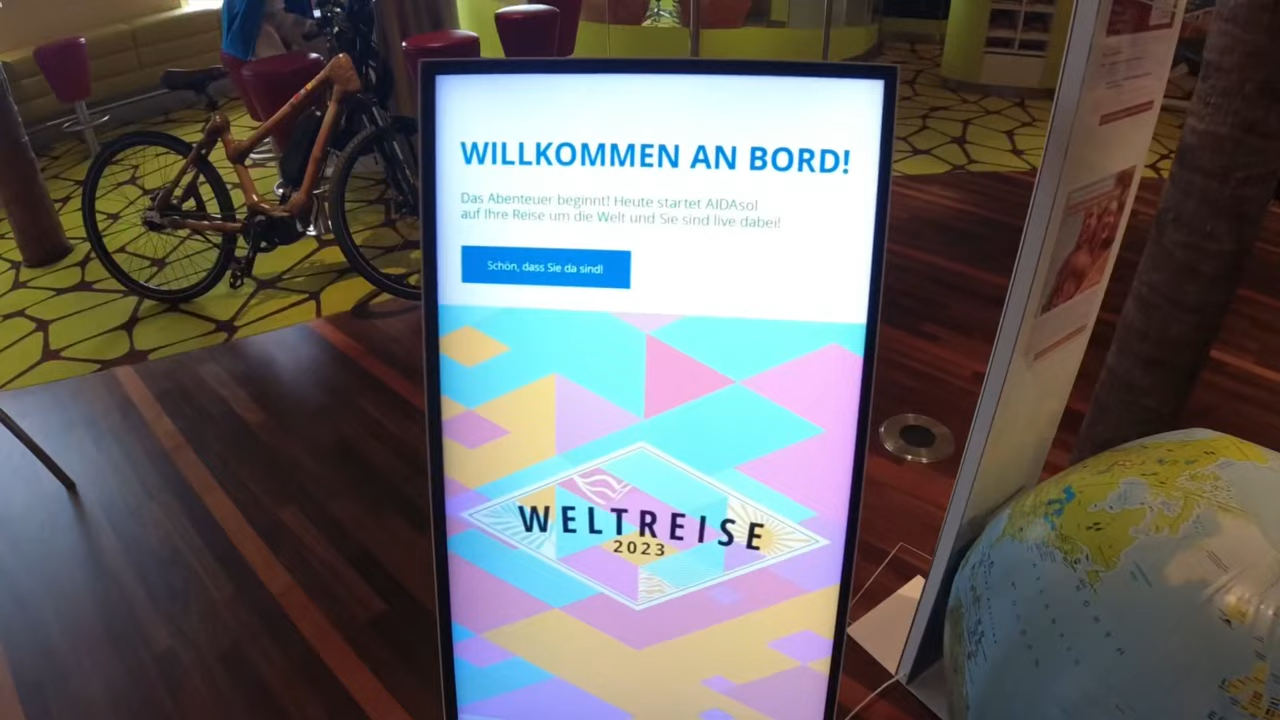 WILLKOMMEN AN BORD!
Das Abenteuer beginnt! Heute startet AIDAsol
auf Ihre Reise um die Welt und Sie sind live dabei!
Schön, dass Sie da sind!
WELTREISE
2023